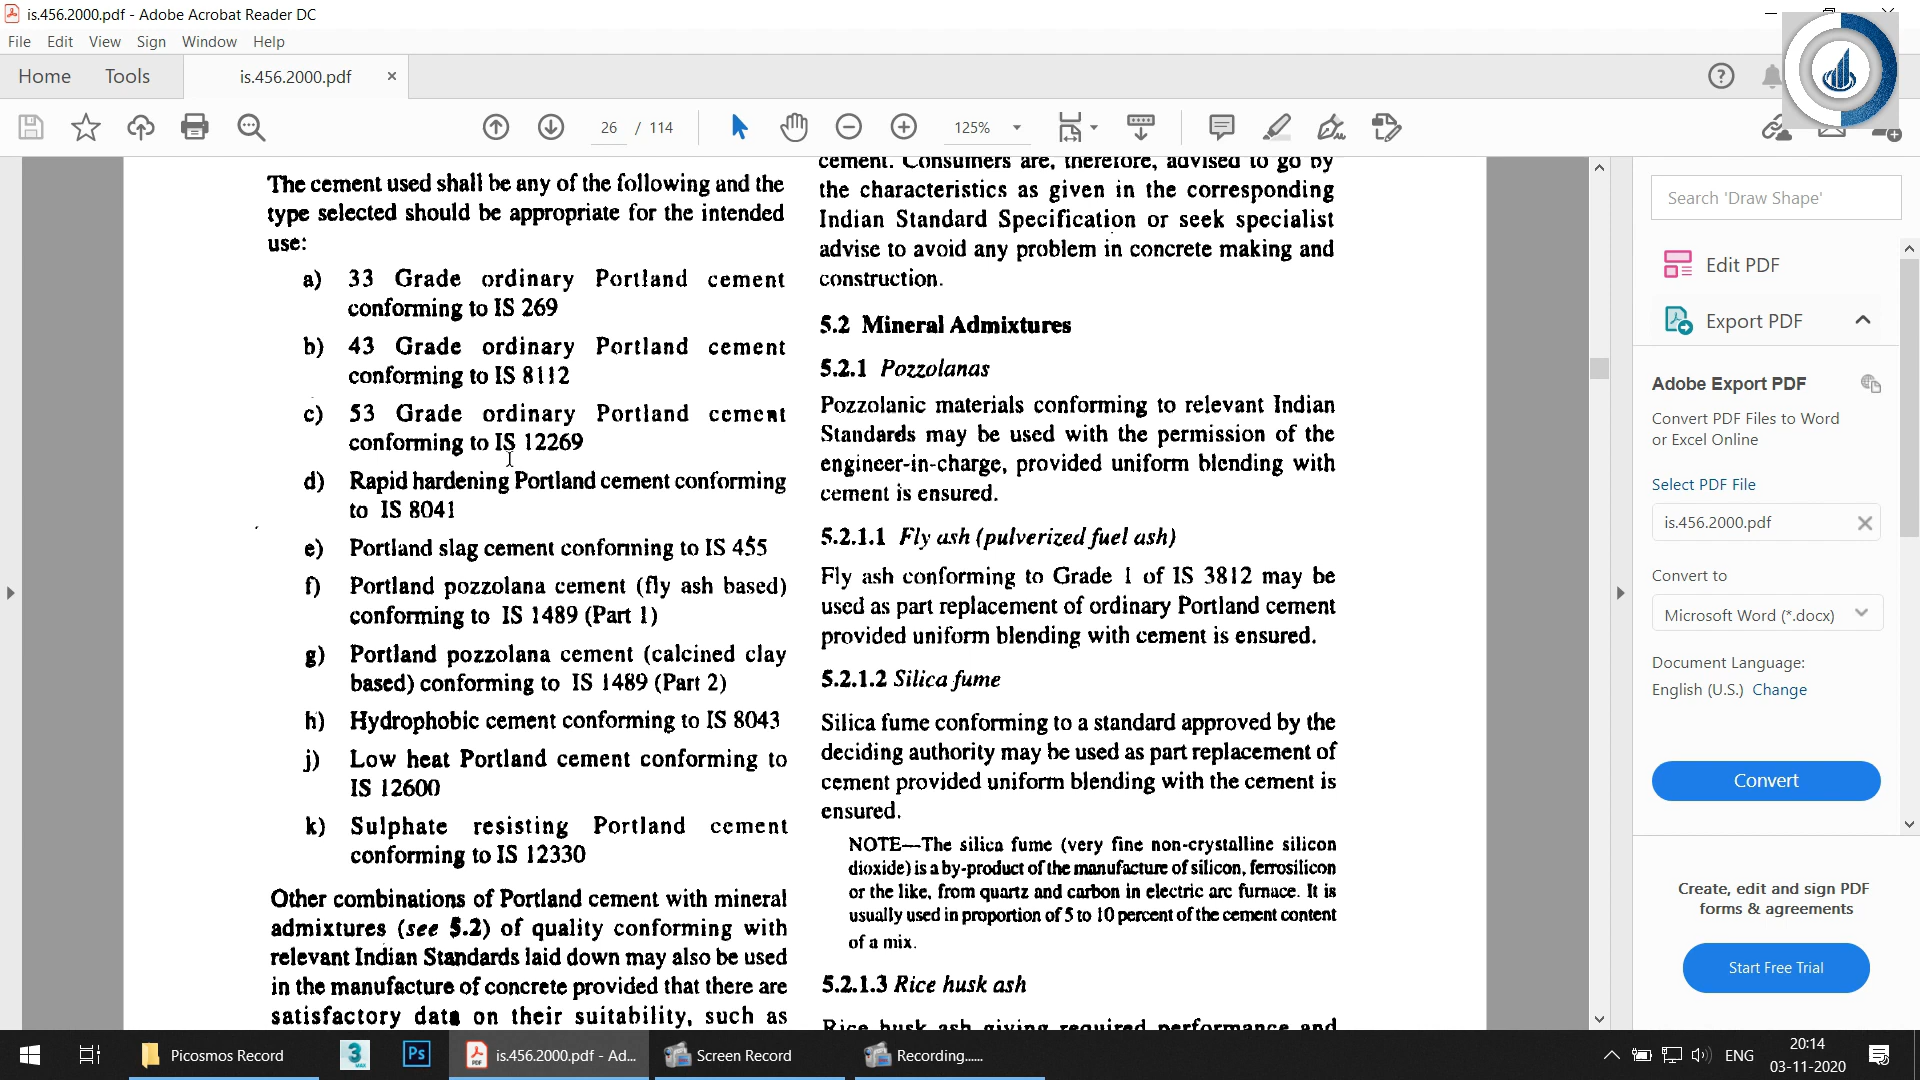 is.456.2000.pdf - Adobe Acrobat Reader DC
File Edit View Sign Window Help
Home Tools is.456.2000.pdf ×
26 / 114 125%
The cement used shall be any of the following and the
type selected should be appropriate for the intended
use:
a) 33 Grade ordinary Portland cement
conforming to IS 269
b) 43 Grade ordinary Portland cement
conforming to IS 8112
c) 53 Grade ordinary Portland cement
conforming to IS 12269
d) Rapid hardening Portland cement conforming
to IS 8041
e) Portland slag cement conforming to IS 455
f) Portland pozzolana cement (fly ash based)
conforming to IS 1489 (Part 1)
g) Portland pozzolana cement (calcined clay
based) conforming to IS 1489 (Part 2)
h) Hydrophobic cement conforming to IS 8043
j) Low heat Portland cement conforming to
IS 12600
k) Sulphate resisting Portland cement
conforming to IS 12330
Other combinations of Portland cement with mineral
admixtures (see 5.2) of quality conforming with
relevant Indian Standards laid down may also be used
in the manufacture of concrete provided that there are
satisfactory data on their suitability, such as
cement. Consumers are, therefore, advised to go by
the characteristics as given in the corresponding
Indian Standard Specification or seek specialist
advise to avoid any problem in concrete making and
construction.
5.2 Mineral Admixtures
5.2.1 Pozzolanas
Pozzolanic materials conforming to relevant Indian
Standards may be used with the permission of the
engineer-in-charge, provided uniform blending with
cement is ensured.
5.2.1.1 Fly ash (pulverized fuel ash)
Fly ash conforming to Grade 1 of IS 3812 may be
used as part replacement of ordinary Portland cement
provided uniform blending with cement is ensured.
5.2.1.2 Silica fume
Silica fume conforming to a standard approved by the
deciding authority may be used as part replacement of
cement provided uniform blending with the cement is
ensured.
NOTE—The silica fume (very fine non-crystalline silicon
dioxide) is a by-product of the manufacture of silicon, ferrosilicon
or the like, from quartz and carbon in electric arc furnace. It is
usually used in proportion of 5 to 10 percent of the cement content
of a mix.
5.2.1.3 Rice husk ash
Rice husk ash giving required performance and
Search 'Draw Shape'
Edit PDF
Export PDF
Adobe Export PDF
Convert PDF Files to Word
or Excel Online
Select PDF File
is.456.2000.pdf
Convert to
Microsoft Word (*.docx)
Document Language:
English (U.S.) Change
Convert
Create, edit and sign PDF
forms & agreements
Start Free Trial
Picosmos Record
3
MAX
Ps
is.456.2000.pdf - Ad...
Screen Record
Recording......
ENG
20:14
03-11-2020